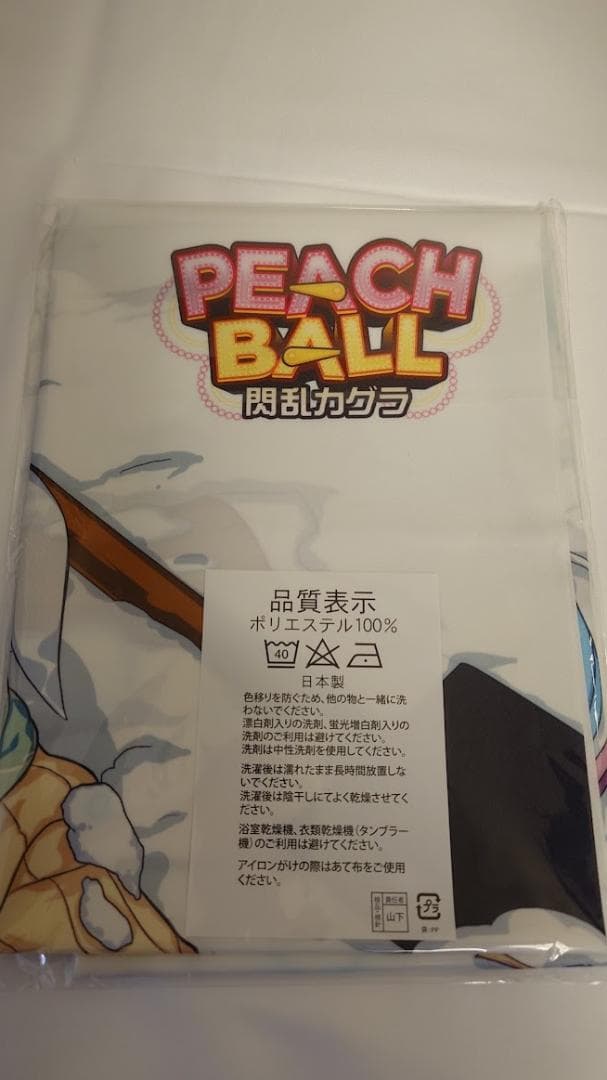 PEACH
BALL
閃乱カグラ
品質表示
ポリエステル100%
40
日本製
色移りを防ぐため、他の物と一緒に洗
わないでください。
漂白剤入りの洗剤、蛍光増白剤入りの
洗剤のご利用は避けてください。
洗剤は中性洗剤を使用してください。
洗濯後は濡れたまま長時間放置しな
いでください。
洗濯後は陰干しにてよく乾燥させてく
ださい。
浴室乾燥機、衣類乾燥機（タンブラー
機）のご利用は避けてください。
アイロンがけの際はあて布をご使用
ください。
責任者
山下
プラ
袋:PP